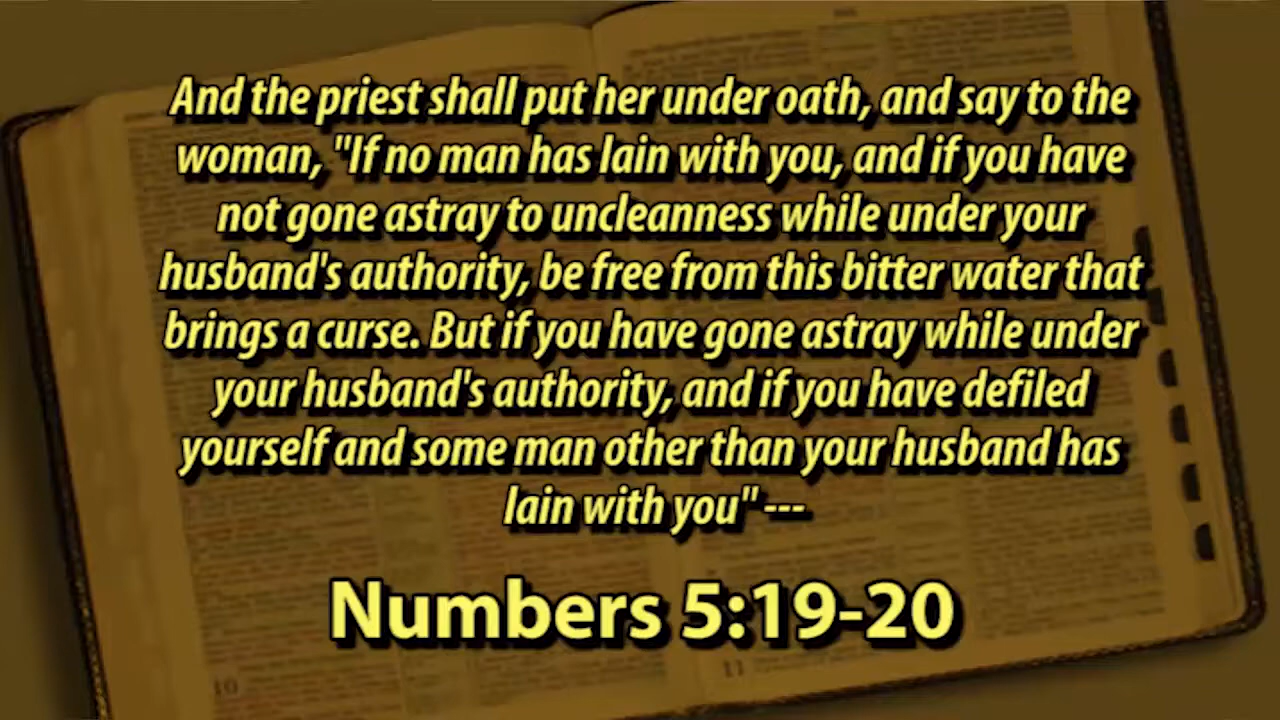 And the priest shall put her under oath, and say to the
woman, "If no man has lain with you, and if you have
not gone astray to uncleanness while under your
husband's authority, be free from this bitter water that
brings a curse. But if you have gone astray while under
your husband's authority, and if you have defiled
yourself and some man other than your husband has
lain with you" ---
Numbers 5:19-20
10
11